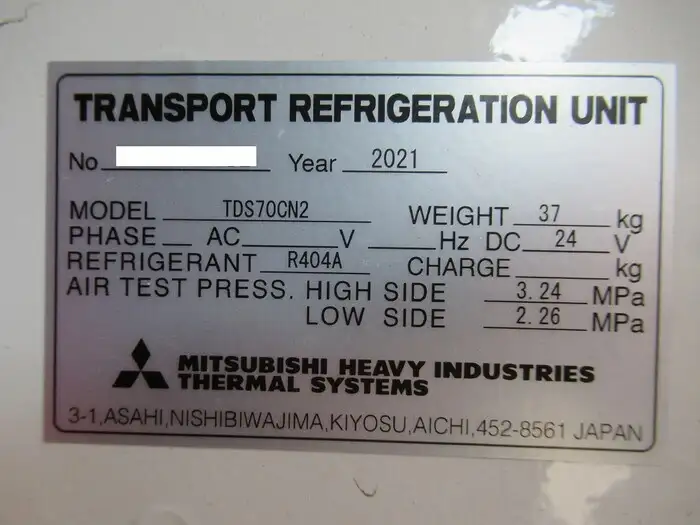 TRANSPORT REFRIGERATION UNIT
No Year 2021
MODEL TDS70CN2 WEIGHT 37 kg
PHASE AC V Hz DC 24 V
REFRIGERANT R404A CHARGE kg
AIR TEST PRESS. HIGH SIDE 3.24 MPa
LOW SIDE 2.26 MPa
MITSUBISHI HEAVY INDUSTRIES
THERMAL SYSTEMS
3-1,ASAHI,NISHIBIWAJIMA,KIYOSU,AICHI,452-8561 JAPAN